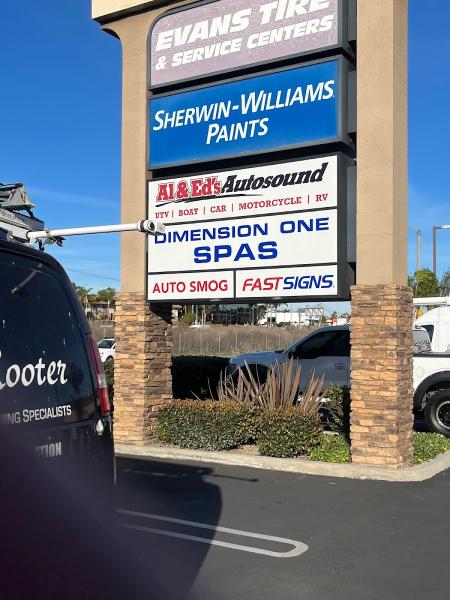 EVANS TIRE
& SERVICE CENTERS
SHERWIN-WILLIAMS.
PAINTS
Al & Ed's Autosound
UTV | BOAT | CAR | MOTORCYCLE | RV
DIMENSION ONE
SPAS
AUTO SMOG
FASTSIGNS.
Rooter
SPECIALISTS